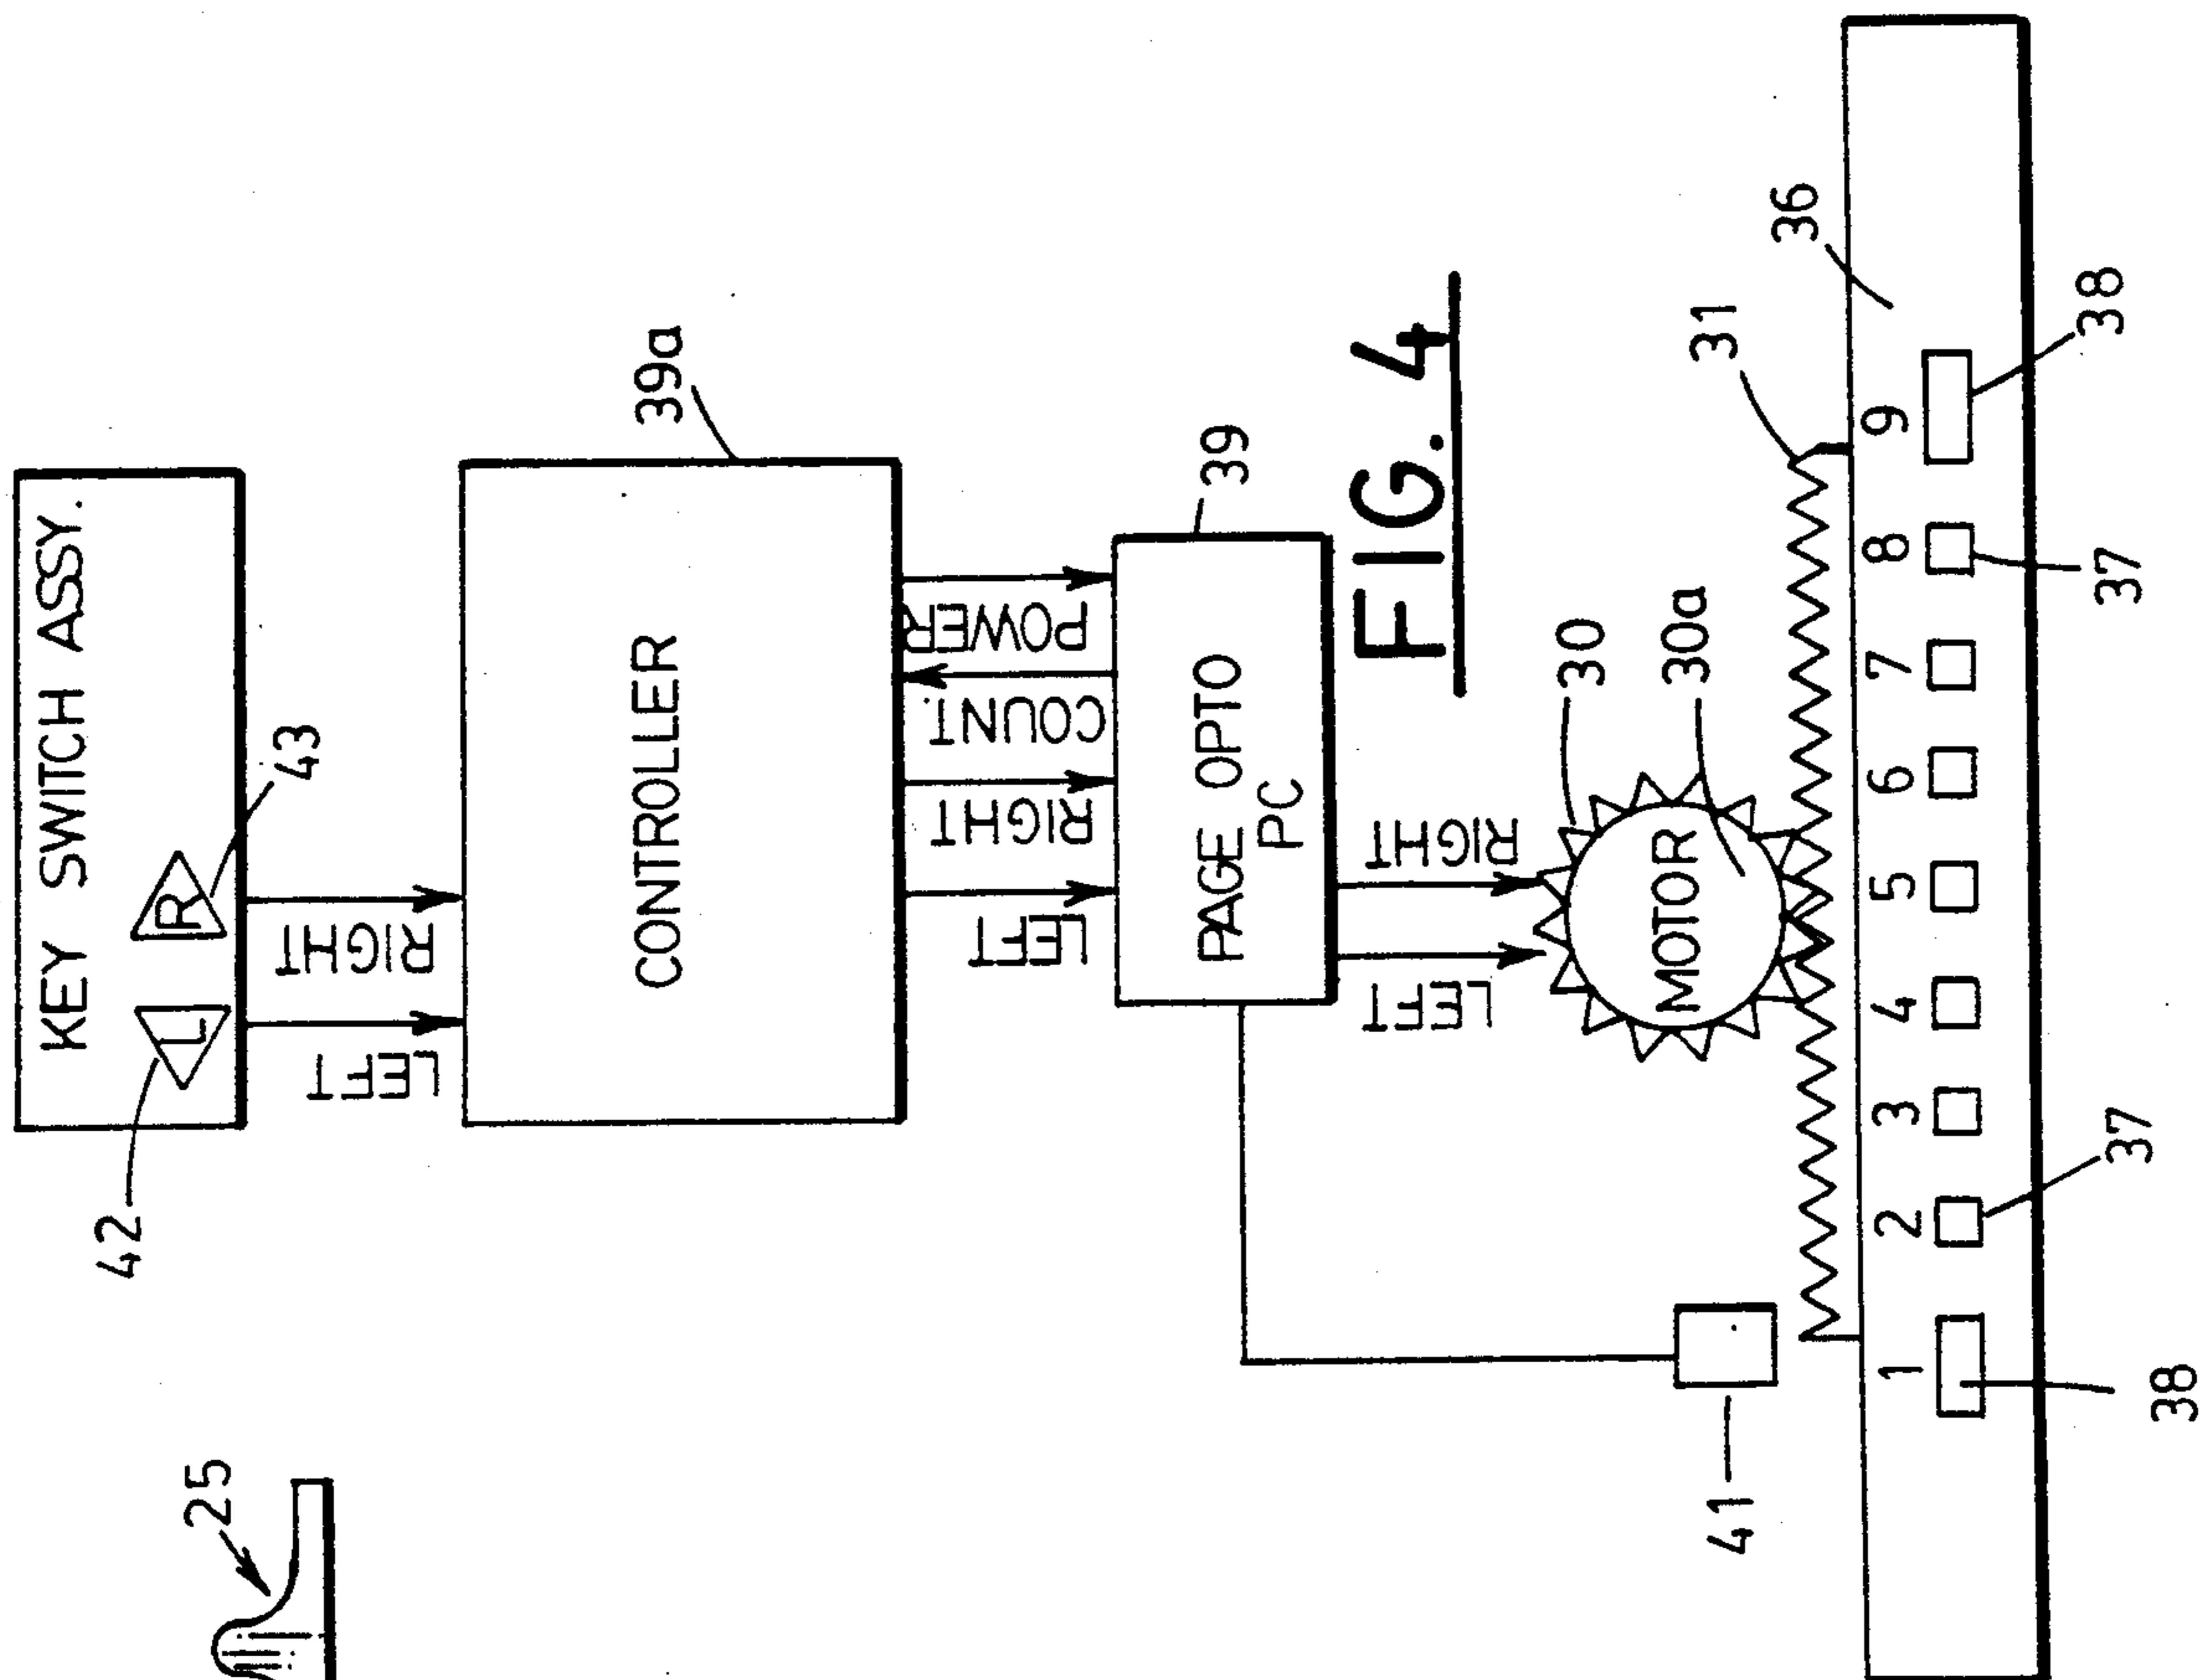 KEY SWITCH ASSY.
L
R
42
43
LEFT
RIGHT
39a
CONTROLLER
LEFT
RIGHT
COUNT.
POWER
39
PAGE OPTO
PC
LEFT
RIGHT
FIG. 4
30
30a
MOTOR
41
31
36
1 2 3 4 5 6 7 8 9
38
37
37
38
25